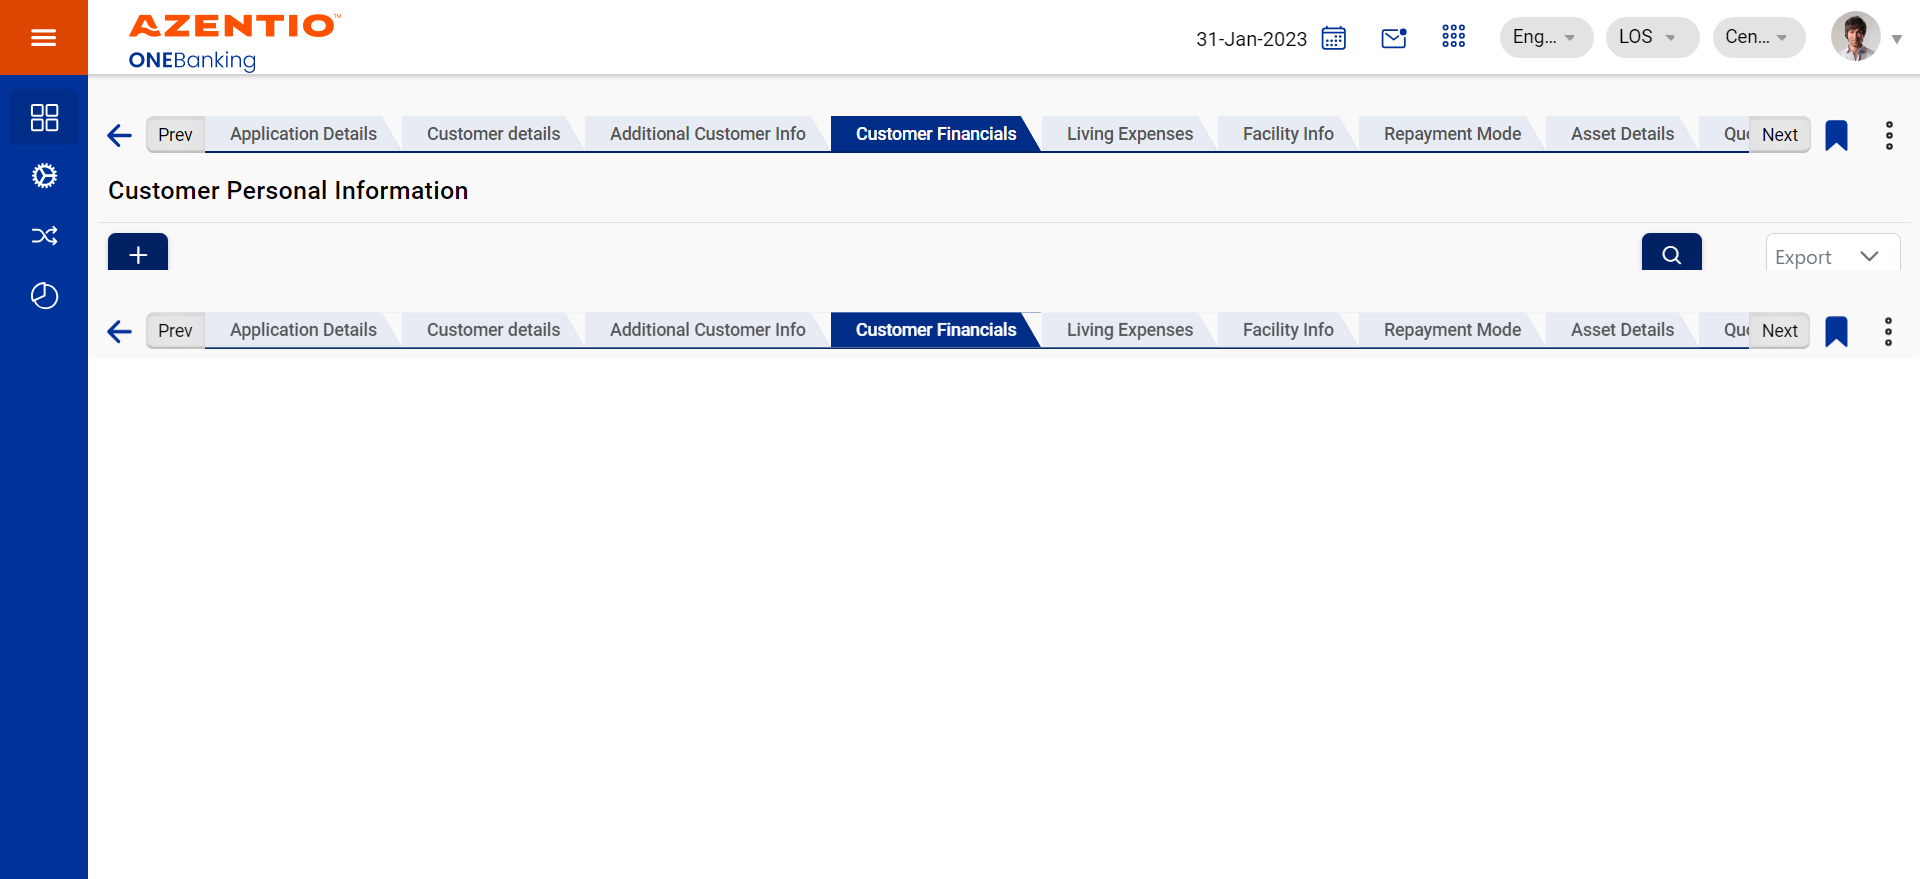 AZENTIO™
ONEBanking
31-Jan-2023
Eng...
LOS
Cen...
Prev
Application Details
Customer details
Additional Customer Info
Customer Financials
Living Expenses
Facility Info
Repayment Mode
Asset Details
Next
Customer Personal Information
Export
Prev
Application Details
Customer details
Additional Customer Info
Customer Financials
Living Expenses
Facility Info
Repayment Mode
Asset Details
Next